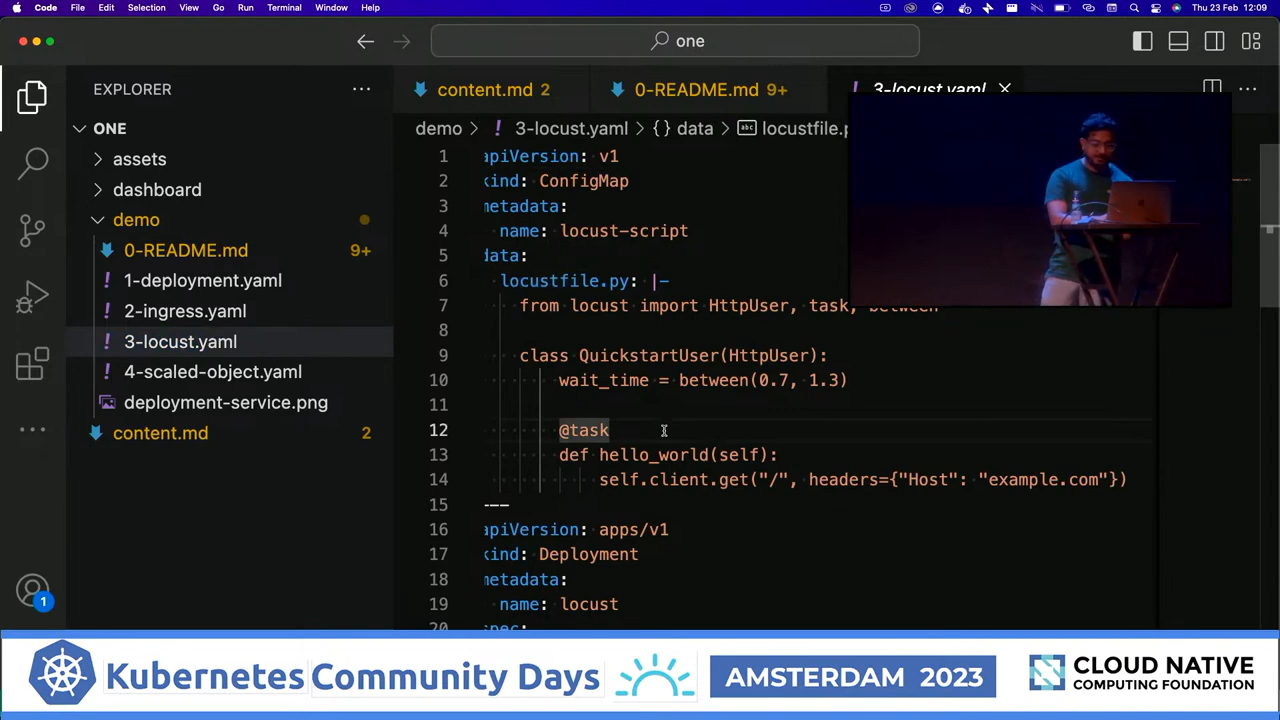 Code File Edit Selection View Go Run Terminal Window Help Thu 23 Feb 12:09
one
EXPLORER
ONE
assets
dashboard
demo
0-README.md 9+
1-deployment.yaml
2-ingress.yaml
3-locust.yaml
4-scaled-object.yaml
deployment-service.png
content.md 2
1
content.md 2
0-README.md 9+
3-locust.yaml
demo > 3-locust.yaml > {} data > locustfile.p
1 apiVersion: v1
2 kind: ConfigMap
3 metadata:
4 name: locust-script
5 data:
6 locustfile.py: |-
7 from locust import HttpUser, task, between
8
9 class QuickstartUser(HttpUser):
10 wait_time = between(0.7, 1.3)
11
12 @task
13 def hello_world(self):
14 self.client.get("/", headers={"Host": "example.com"})
15 ---
16 apiVersion: apps/v1
17 kind: Deployment
18 metadata:
19 name: locust
20 spec:
Kubernetes Community Days
AMSTERDAM 2023
CLOUD NATIVE
COMPUTING FOUNDATION